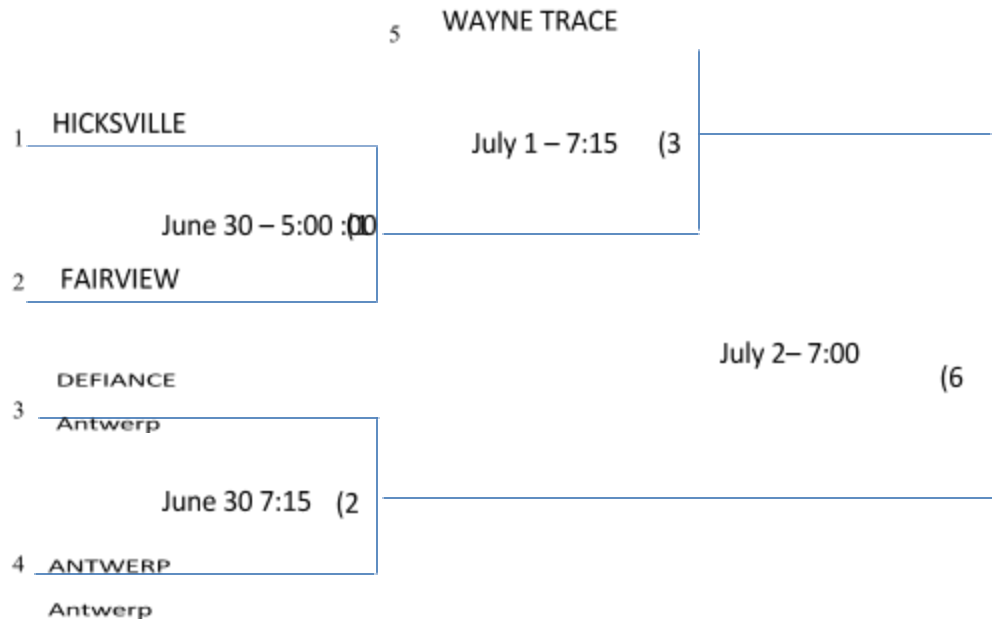 5 WAYNE TRACE
1 HICKSVILLE
July 1 – 7:15 (3
June 30 – 5:00 (1
2 FAIRVIEW
July 2– 7:00
(6
DEFIANCE
3
Antwerp
June 30 7:15 (2
4 ANTWERP
Antwerp